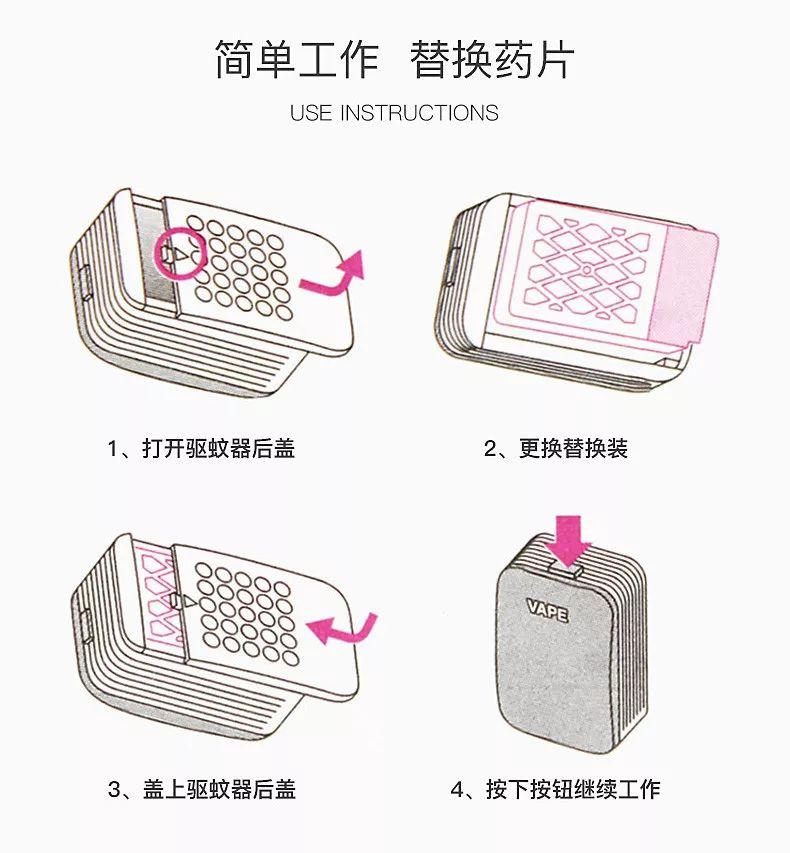 简单工作 替换药片
USE INSTRUCTIONS
1、打开驱蚊器后盖
2、更换替换装
3、盖上驱蚊器后盖
VAPE
4、按下按钮继续工作